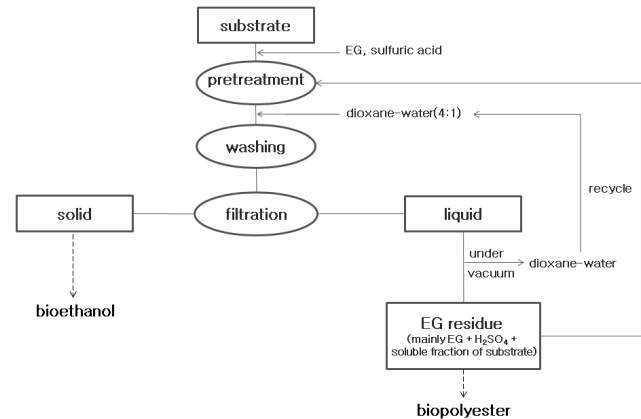 substrate
EG, sulfuric acid
pretreatment
dioxane-water(4:1)
washing
recycle
solid
filtration
liquid
under
vacuum
dioxane-water
bioethanol
EG residue
(mainly EG + H₂SO₄ +
soluble fraction of substrate)
biopolyester